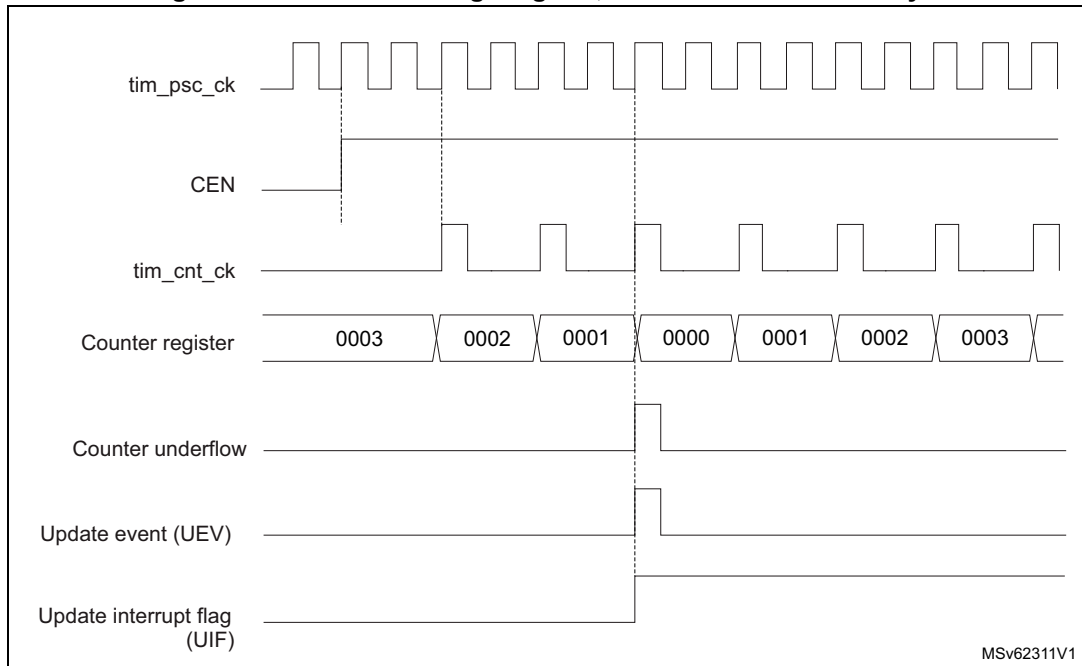 tim_psc_ck
CEN
tim_cnt_ck
Counter register
0003
0002
0001
0000
0001
0002
0003
Counter underflow
Update event (UEV)
Update interrupt flag
(UIF)
MSv62311V1